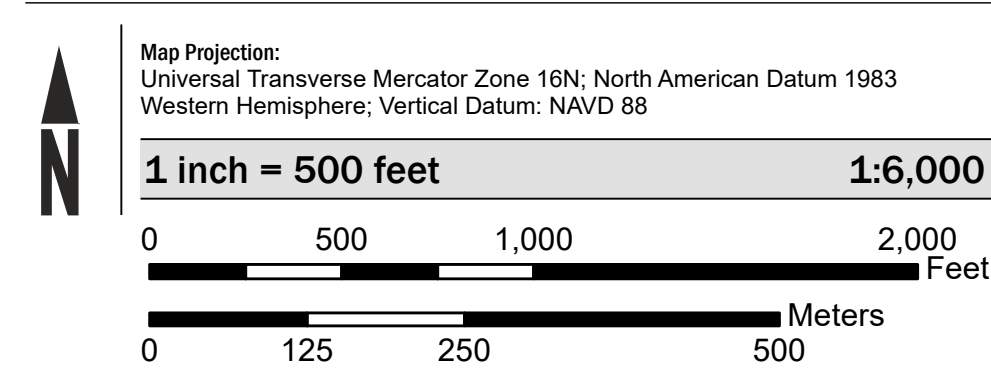 N
Map Projection:
Universal Transverse Mercator Zone 16N; North American Datum 1983
Western Hemisphere; Vertical Datum: NAVD 88
1 inch = 500 feet 1:6,000
0 500 1,000 2,000
Feet
Meters
0 125 250 500